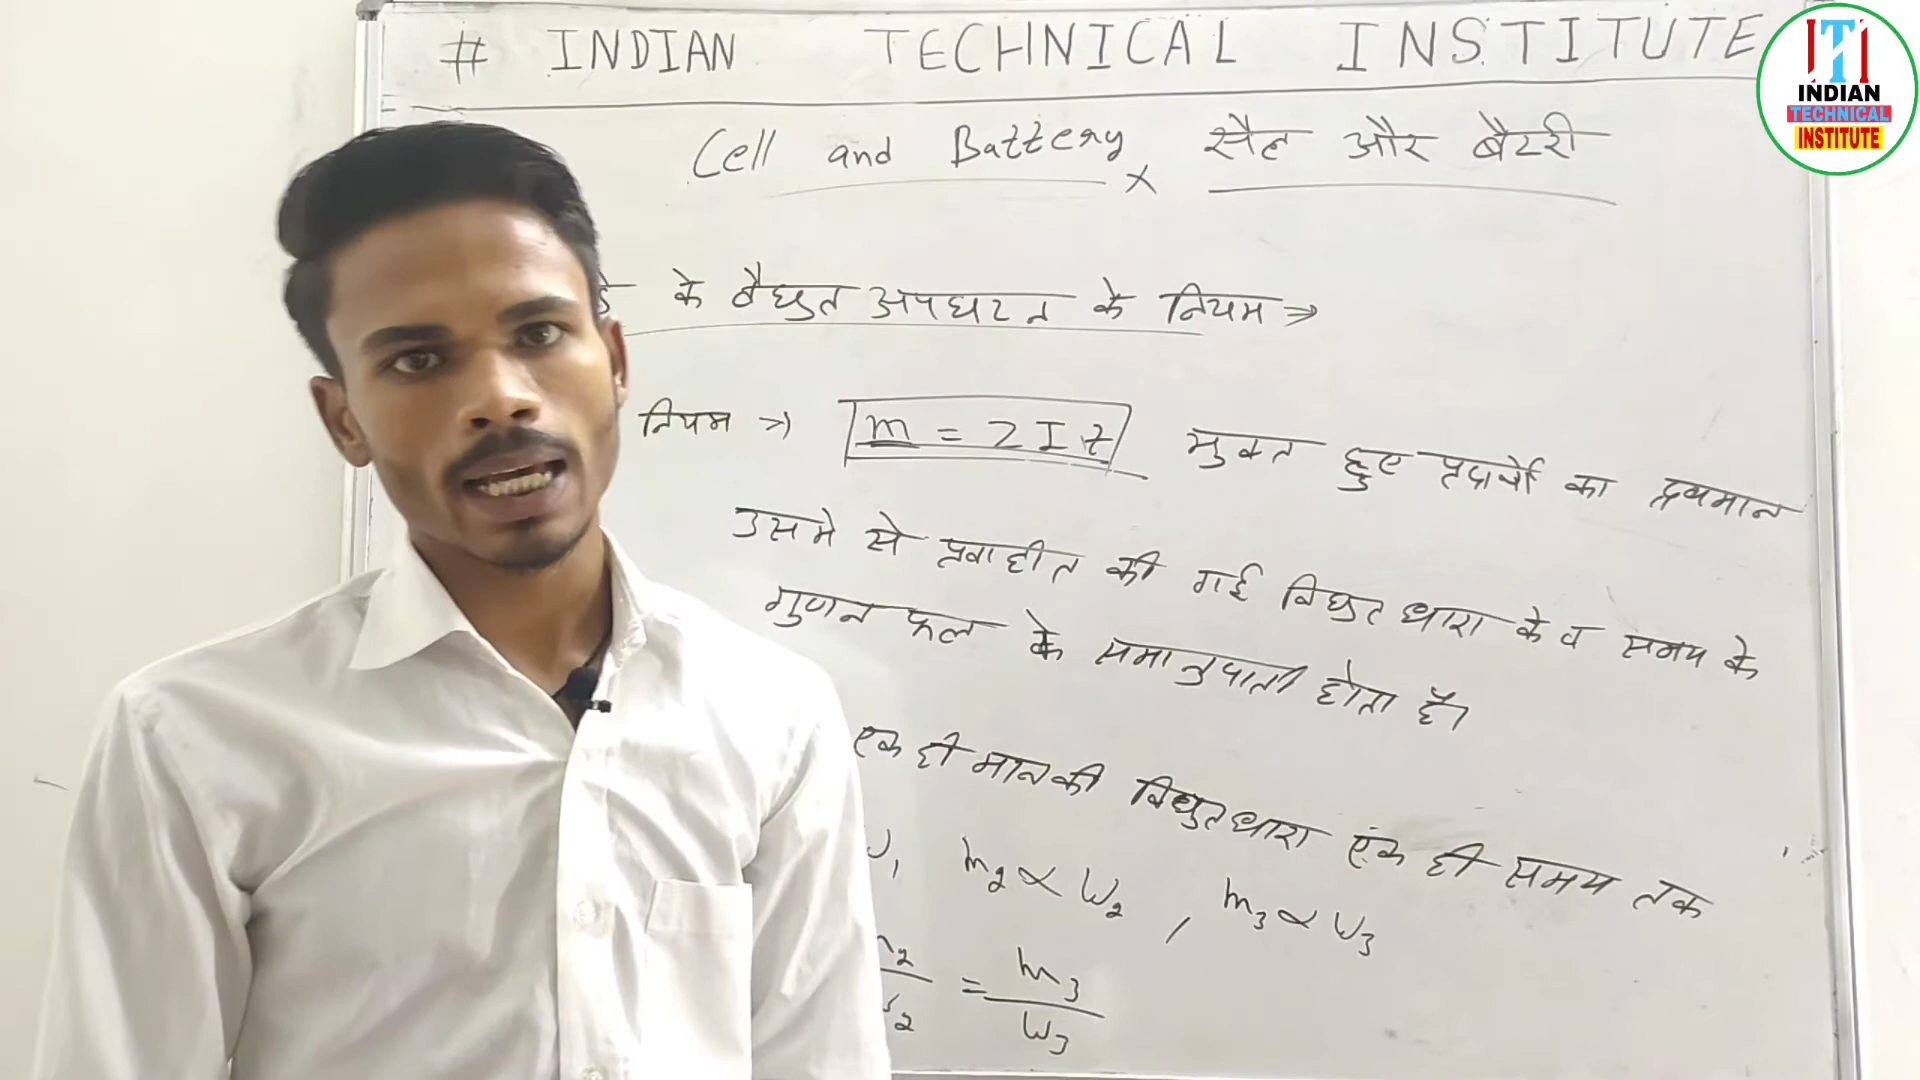 # INDIAN TECHNICAL INSTITUTE
ITI
INDIAN
TECHNICAL
INSTITUTE
Cell and Battery × सैल और बैटरी
के वैद्युत अपघटन के नियम ⇒
नियम → m = ZIt मुक्त हुए पदार्थो का द्रव्यमान
उसमे से प्रवाहीत की गई विद्युत धारा के व समय के
गुणन फल के समानुपाती होता है।
एक ही मान की विद्युत धारा एक ही समय तक
m₂ ∝ W₂ , m₃ ∝ W₃
= m₃
W₃